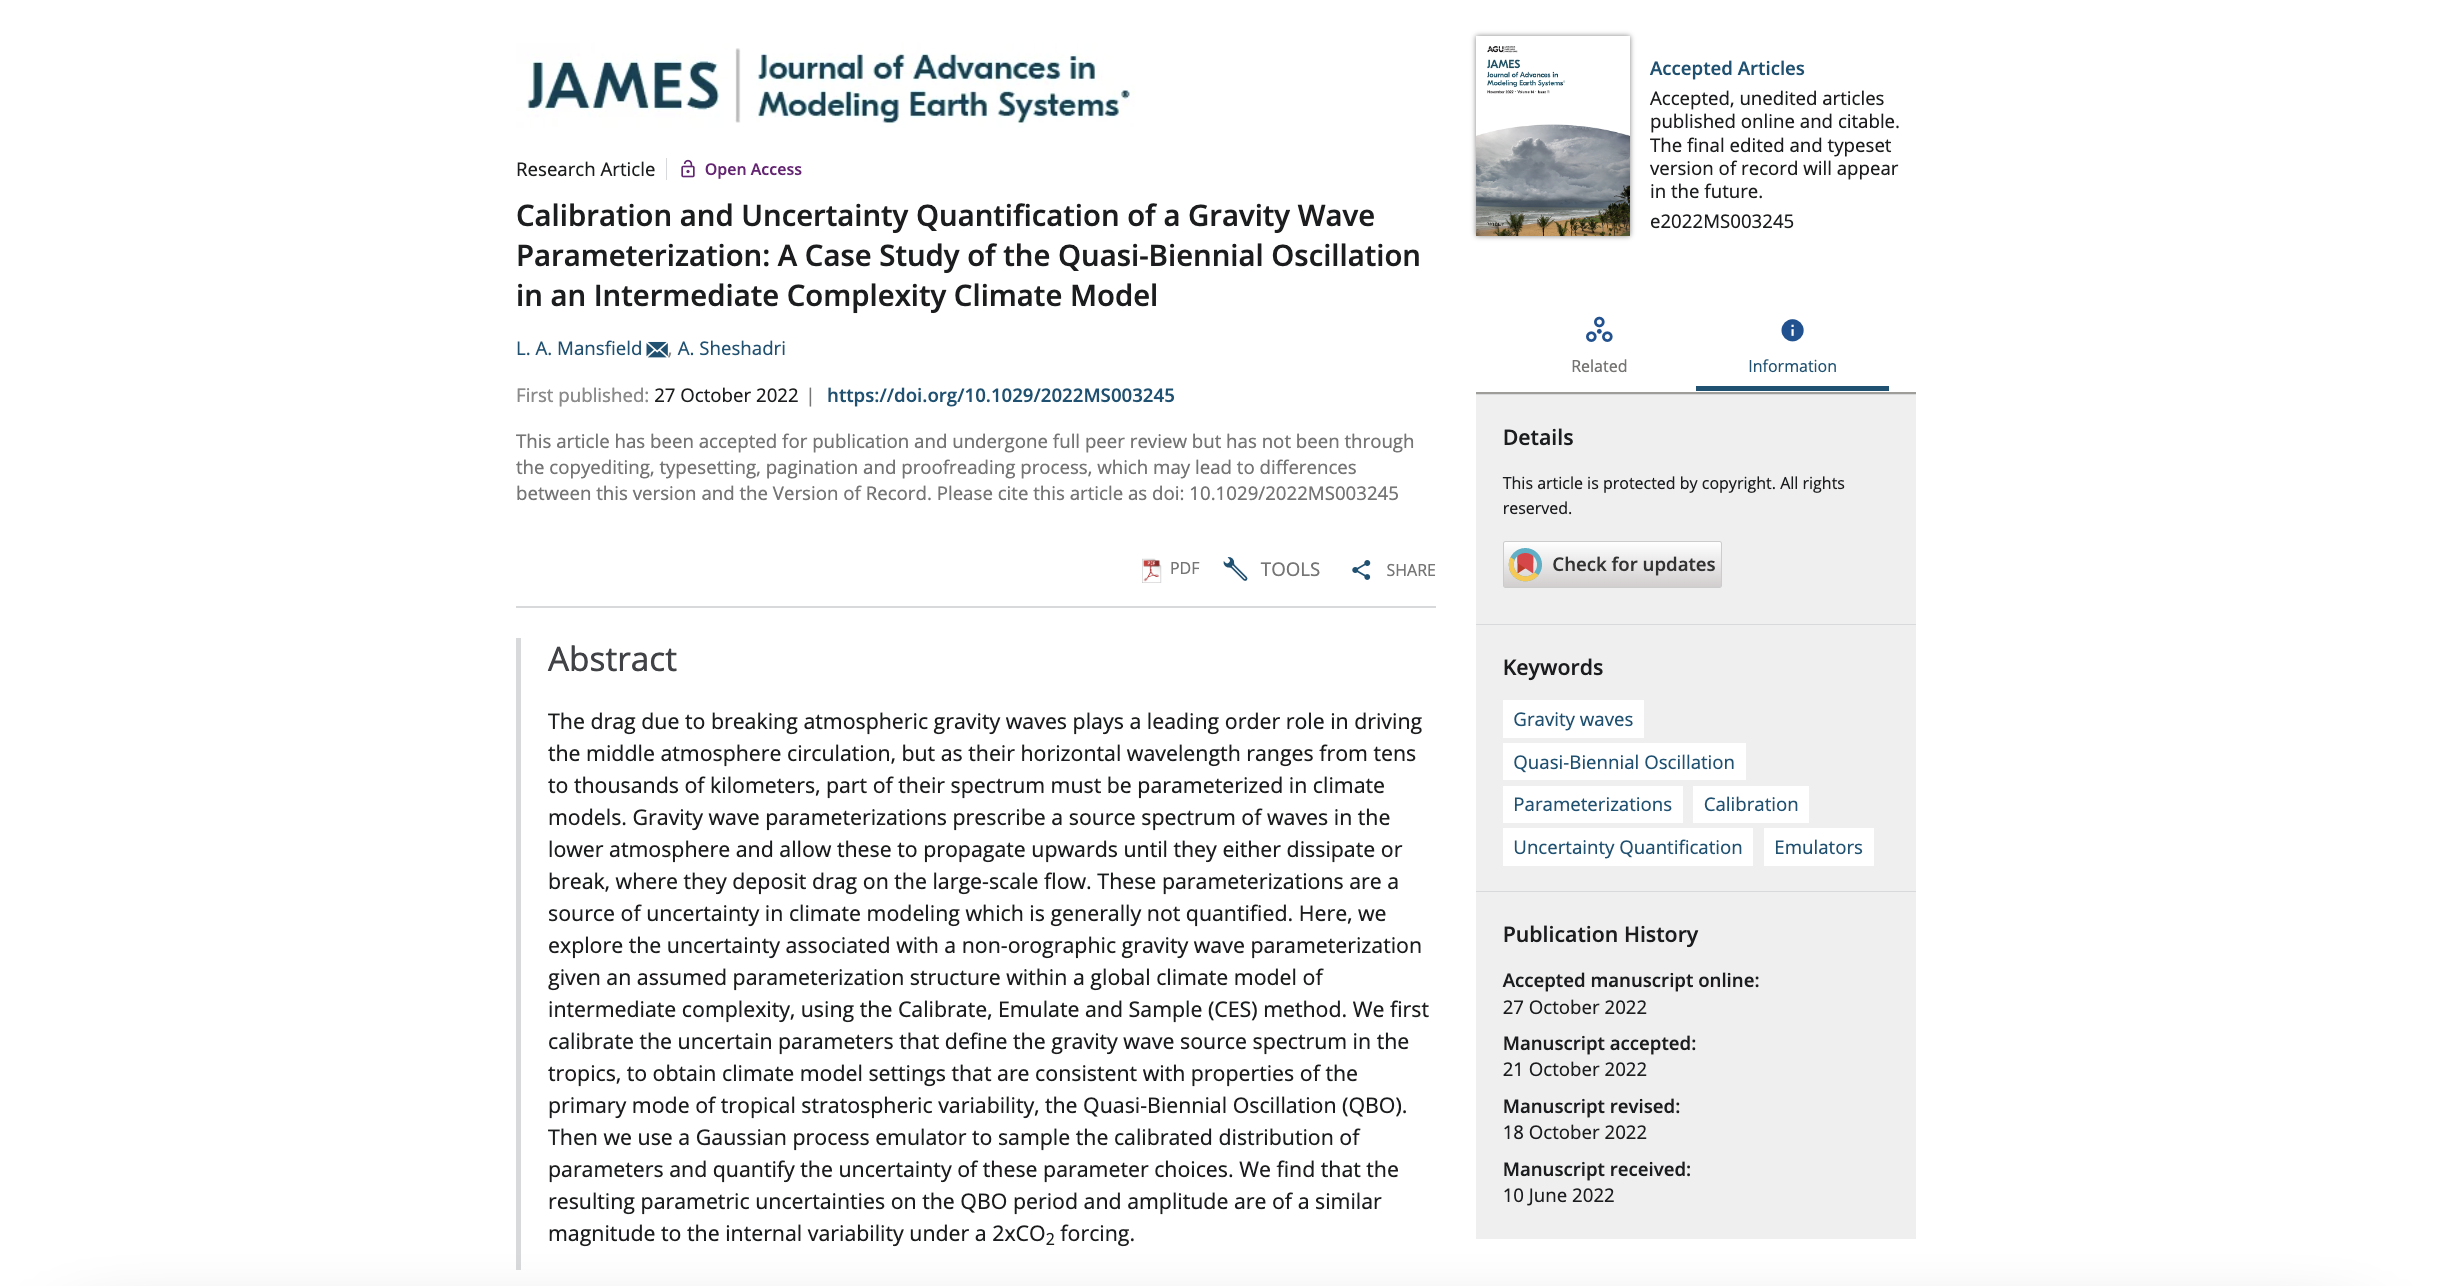 JAMES
Journal of Advances in
Modeling Earth Systems®
Research Article
Open Access
Calibration and Uncertainty Quantification of a Gravity Wave
Parameterization: A Case Study of the Quasi-Biennial Oscillation
in an Intermediate Complexity Climate Model
L. A. Mansfield, A. Sheshadri
First published: 27 October 2022 | https://doi.org/10.1029/2022MS003245
This article has been accepted for publication and undergone full peer review but has not been through
the copyediting, typesetting, pagination and proofreading process, which may lead to differences
between this version and the Version of Record. Please cite this article as doi: 10.1029/2022MS003245
PDF
TOOLS
SHARE
Abstract
The drag due to breaking atmospheric gravity waves plays a leading order role in driving
the middle atmosphere circulation, but as their horizontal wavelength ranges from tens
to thousands of kilometers, part of their spectrum must be parameterized in climate
models. Gravity wave parameterizations prescribe a source spectrum of waves in the
lower atmosphere and allow these to propagate upwards until they either dissipate or
break, where they deposit drag on the large-scale flow. These parameterizations are a
source of uncertainty in climate modeling which is generally not quantified. Here, we
explore the uncertainty associated with a non-orographic gravity wave parameterization
given an assumed parameterization structure within a global climate model of
intermediate complexity, using the Calibrate, Emulate and Sample (CES) method. We first
calibrate the uncertain parameters that define the gravity wave source spectrum in the
tropics, to obtain climate model settings that are consistent with properties of the
primary mode of tropical stratospheric variability, the Quasi-Biennial Oscillation (QBO).
Then we use a Gaussian process emulator to sample the calibrated distribution of
parameters and quantify the uncertainty of these parameter choices. We find that the
resulting parametric uncertainties on the QBO period and amplitude are of a similar
magnitude to the internal variability under a 2xCO₂ forcing.
AGU
JAMES
Journal of Advances in
Modeling Earth Systems®
Accepted Articles
Accepted, unedited articles
published online and citable.
The final edited and typeset
version of record will appear
in the future.
e2022MS003245
Related
Information
Details
This article is protected by copyright. All rights
reserved.
Check for updates
Keywords
Gravity waves
Quasi-Biennial Oscillation
Parameterizations
Calibration
Uncertainty Quantification
Emulators
Publication History
Accepted manuscript online:
27 October 2022
Manuscript accepted:
21 October 2022
Manuscript revised:
18 October 2022
Manuscript received:
10 June 2022